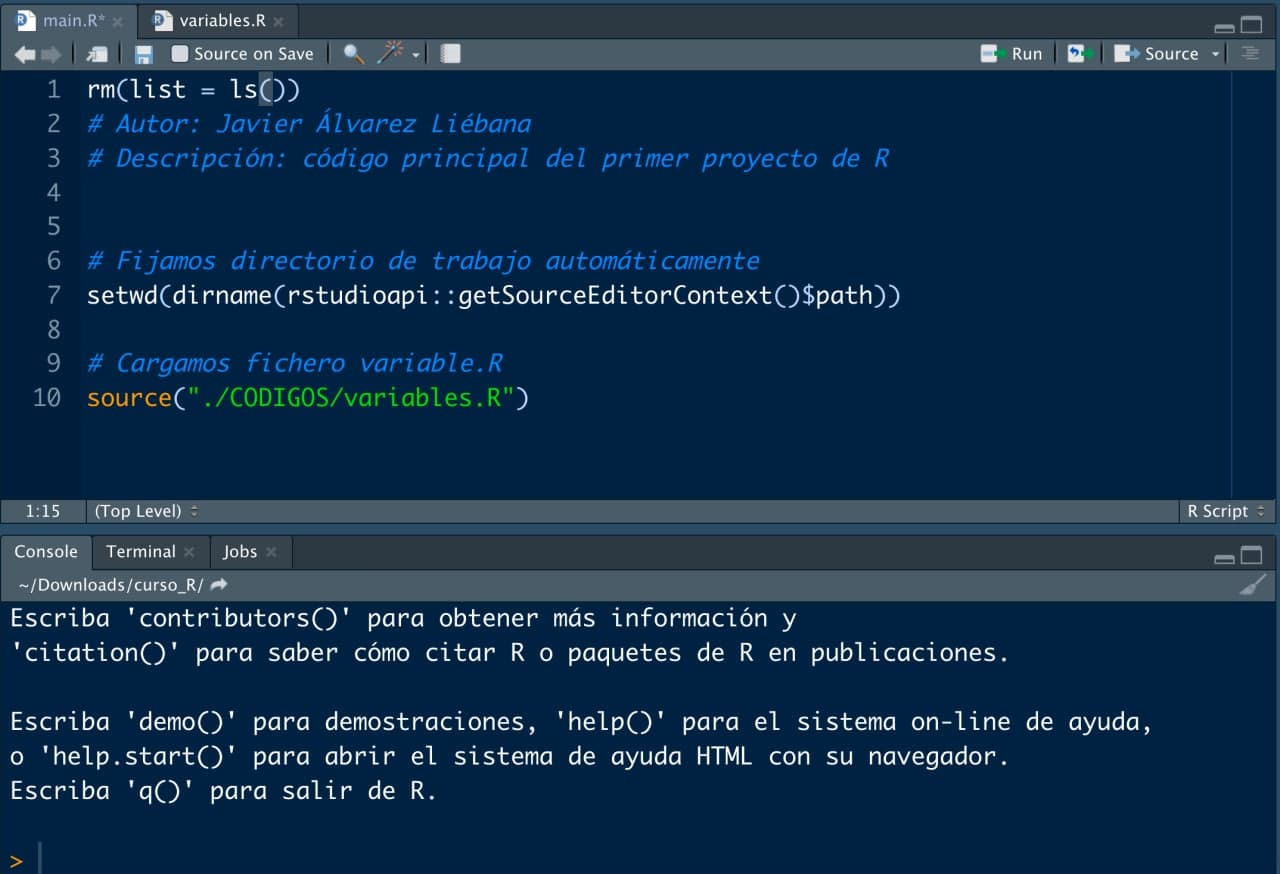 main.R* variables.R
Source on Save Run Source
1 rm(list = ls())
2 # Autor: Javier Álvarez Liébana
3 # Descripción: código principal del primer proyecto de R
4
5
6 # Fijamos directorio de trabajo automáticamente
7 setwd(dirname(rstudioapi::getSourceEditorContext()$path))
8
9 # Cargamos fichero variable.R
10 source("./CODIGOS/variables.R")
1:15 (Top Level) R Script
Console Terminal Jobs
~/Downloads/curso_R/
Escriba 'contributors()' para obtener más información y
'citation()' para saber cómo citar R o paquetes de R en publicaciones.
Escriba 'demo()' para demostraciones, 'help()' para el sistema on-line de ayuda,
o 'help.start()' para abrir el sistema de ayuda HTML con su navegador.
Escriba 'q()' para salir de R.
>